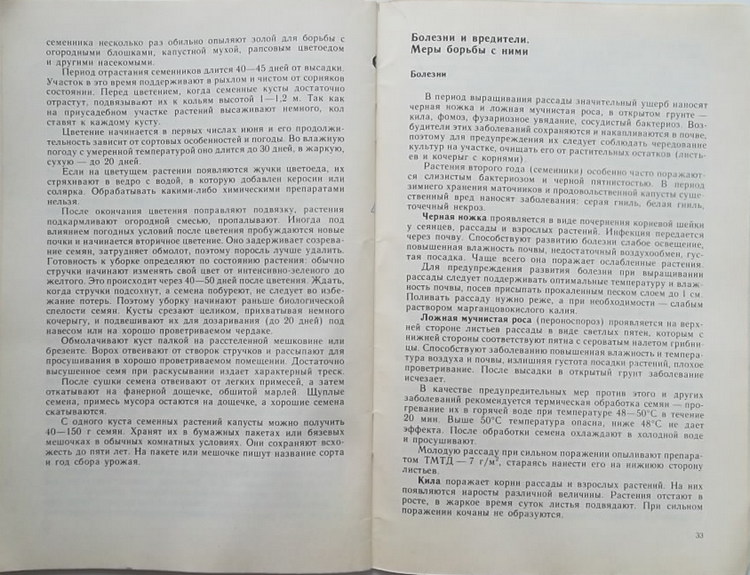 семенника несколько раз обильно опыляют золой для борьбы с
огородными блошками, капустной мухой, рапсовым цветоедом
и другими насекомыми.
Период отрастания семенников длится 40—45 дней от высадки.
Участок в это время поддерживают в рыхлом и чистом от сорняков
состоянии. Перед цветением, когда семенные кусты достаточно
отрастут, подвязывают их к кольям высотой 1—1,2 м. Так как
на приусадебном участке растений высаживают немного, кол
ставят к каждому кусту.
Цветение начинается в первых числах июня и его продолжи-
тельность зависит от сортовых особенностей и погоды. Во влажную
погоду с умеренной температурой оно длится до 30 дней, в жаркую,
сухую — до 20 дней.
Если на цветущем растении появляются жучки цветоеда, их
стряхивают в ведро с водой, в которую добавлен керосин или
солярка. Обрабатывать какими-либо химическими препаратами
нельзя.
После окончания цветения поправляют подвязку, растения
подкармливают огородной смесью, пропалывают. Иногда под
влиянием погодных условий после цветения пробуждаются новые
почки и начинается вторичное цветение. Оно задерживает созрева-
ние семян, затрудняет обмолот, поэтому поросль лучше удалить.
Готовность к уборке определяют по состоянию растения: обычно
стручки начинают изменять свой цвет от интенсивно-зеленого до
желтого. Это происходит через 40—50 дней после цветения. Ждать,
когда стручки подсохнут, а семена побуреют, не следует во избе-
жание потерь. Поэтому уборку начинают раньше биологической
спелости семян. Кусты срезают целиком, прихватывая немного
кочерыгу, и подвешивают их для дозаривания (до 20 дней) под
навесом или на хорошо проветриваемом чердаке.
Обмолачивают куст палкой на расстеленной мешковине или
брезенте. Ворох отвеивают от створок стручков и рассыпают для
просушивания в хорошо проветриваемом помещении. Достаточно
высушенное семя при раскусывании издает характерный треск.
После сушки семена отвеивают от легких примесей, а затем
откатывают на фанерной дощечке, обшитой марлей Щуплые
семена, примесь мусора остаются на дощечке, а хорошие семена
скатываются.
С одного куста семенных растений капусты можно получить
40—150 г семян. Хранят их в бумажных пакетах или бязевых
мешочках в обычных комнатных условиях. Они сохраняют всхо-
жесть до пяти лет. На пакете или мешочке пишут название сорта
и год сбора урожая.
Болезни и вредители.
Меры борьбы с ними
Болезни
В период выращивания рассады значительный ущерб наносят
черная ножка и ложная мучнистая роса, в открытом грунте —
кила, фомоз, фузариозное увядание, сосудистый бактериоз. Воз-
будители этих заболеваний сохраняются и накапливаются в почве,
поэтому для предупреждения их следует соблюдать чередование
культур на участке, очищать его от растительных остатков (листь-
ев и кочерыг с корнями).
Растения второго года (семенники) особенно часто поражают-
ся слизистым бактериозом и черной пятнистостью. В период
зимнего хранения маточников и продовольственной капусты суще-
ственный вред наносят заболевания: серая гниль, белая гниль,
точечный некроз.
Черная ножка проявляется в виде почернения корневой шейки
у сеянцев, рассады и взрослых растений. Инфекция передается
через почву. Способствуют развитию болезни слабое освещение,
повышенная влажность почвы, недостаточный воздухообмен, гус-
тая посадка. Чаще всего она поражает ослабленные растения.
Для предупреждения развития болезни при выращивании
рассады следует поддерживать оптимальные температуру и влаж-
ность почвы, посев присыпать прокаленным песком слоем до 1 см.
Поливать рассаду нужно реже, а при необходимости — слабым
раствором марганцовокислого калия.
Ложная мучнистая роса (пероноспороз) проявляется на верх-
ней стороне листьев рассады в виде светлых пятен, которым с
нижней стороны соответствуют пятна с сероватым налетом грибни-
цы. Способствуют заболеванию повышенная влажность и темпера-
тура воздуха и почвы, излишняя густота посадки растений, плохое
проветривание. После высадки в открытый грунт заболевание
исчезает.
В качестве предупредительных мер против этого и других
заболеваний рекомендуется термическая обработка семян — про-
гревание их в горячей воде при температуре 48—50°С в течение
20 мин. Выше 50°С температура опасна, ниже 48°С не дает
эффекта. После обработки семена охлаждают в холодной воде
и просушивают.
Молодую рассаду при сильном поражении опыливают препара-
том ТМТД — 7 г/м², стараясь нанести его на нижнюю сторону
листьев.
Кила поражает корни рассады и взрослых растений. На них
появляются наросты различной величины. Растения отстают в
росте, в жаркое время суток листья подвядают. При сильном
поражении кочаны не образуются.
33